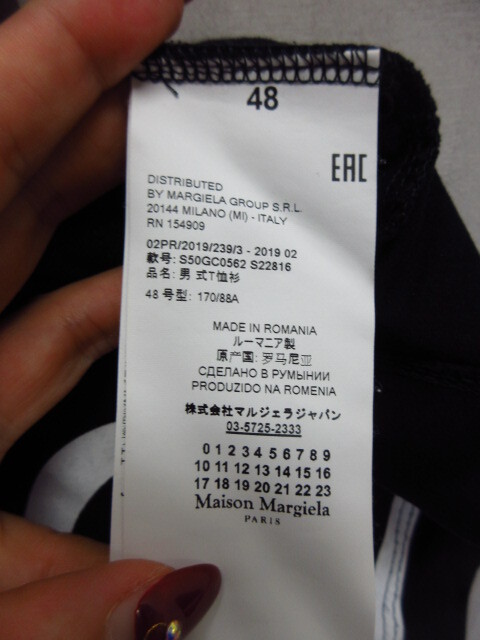 48
EAC
DISTRIBUTED
BY MARGIELA GROUP S.R.L.
20144 MILANO (MI) - ITALY
RN 154909
02PR/2019/239/3 - 2019 02
款号: S50GC0562 S22816
品名: 男 式T恤衫
48 号型: 170/88A
MADE IN ROMANIA
ルーマニア製
原产国: 罗马尼亚
СДЕЛАНО В РУМЫНИИ
PRODUZIDO NA ROMENIA
株式会社マルジェラジャパン
03-5725-2333
0 1 2 3 4 5 6 7 8 9
10 11 12 13 14 15 16
17 18 19 20 21 22 23
Maison Margiela
PARIS